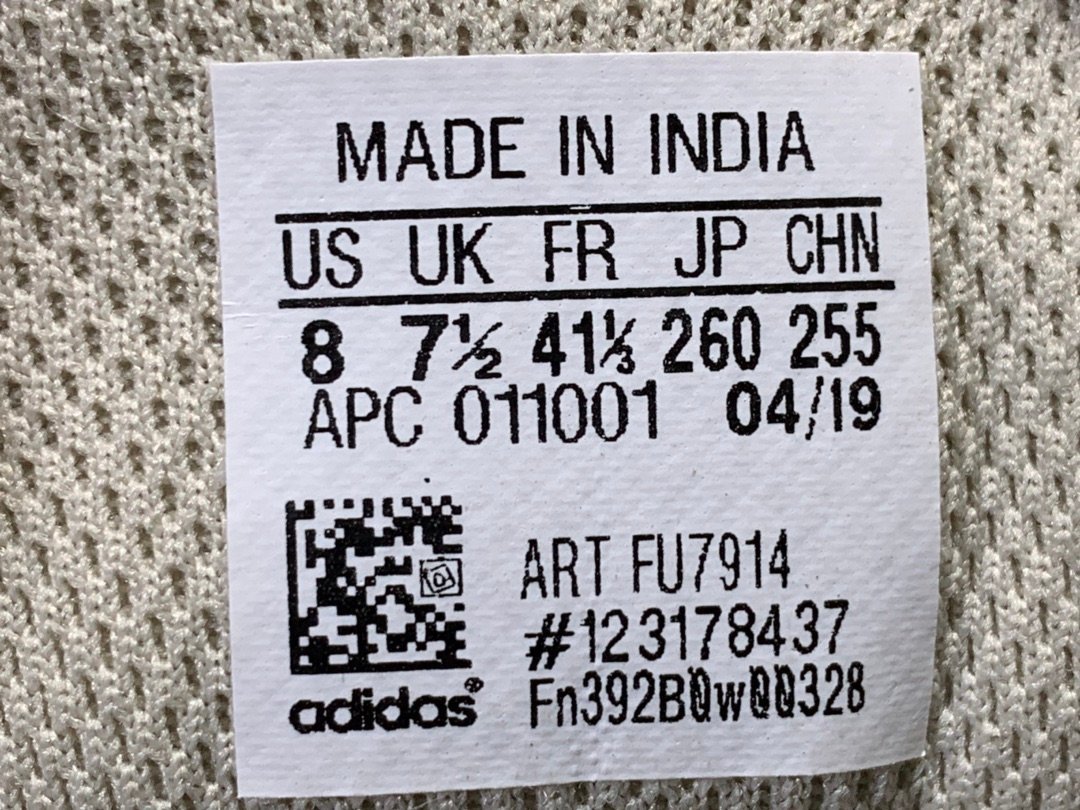 MADE IN INDIA
US UK FR JP CHN
8 7½ 41⅓ 260 255
APC 011001 04/19
ART FU7914
#123178437
Fn392B0w00328
adidas®